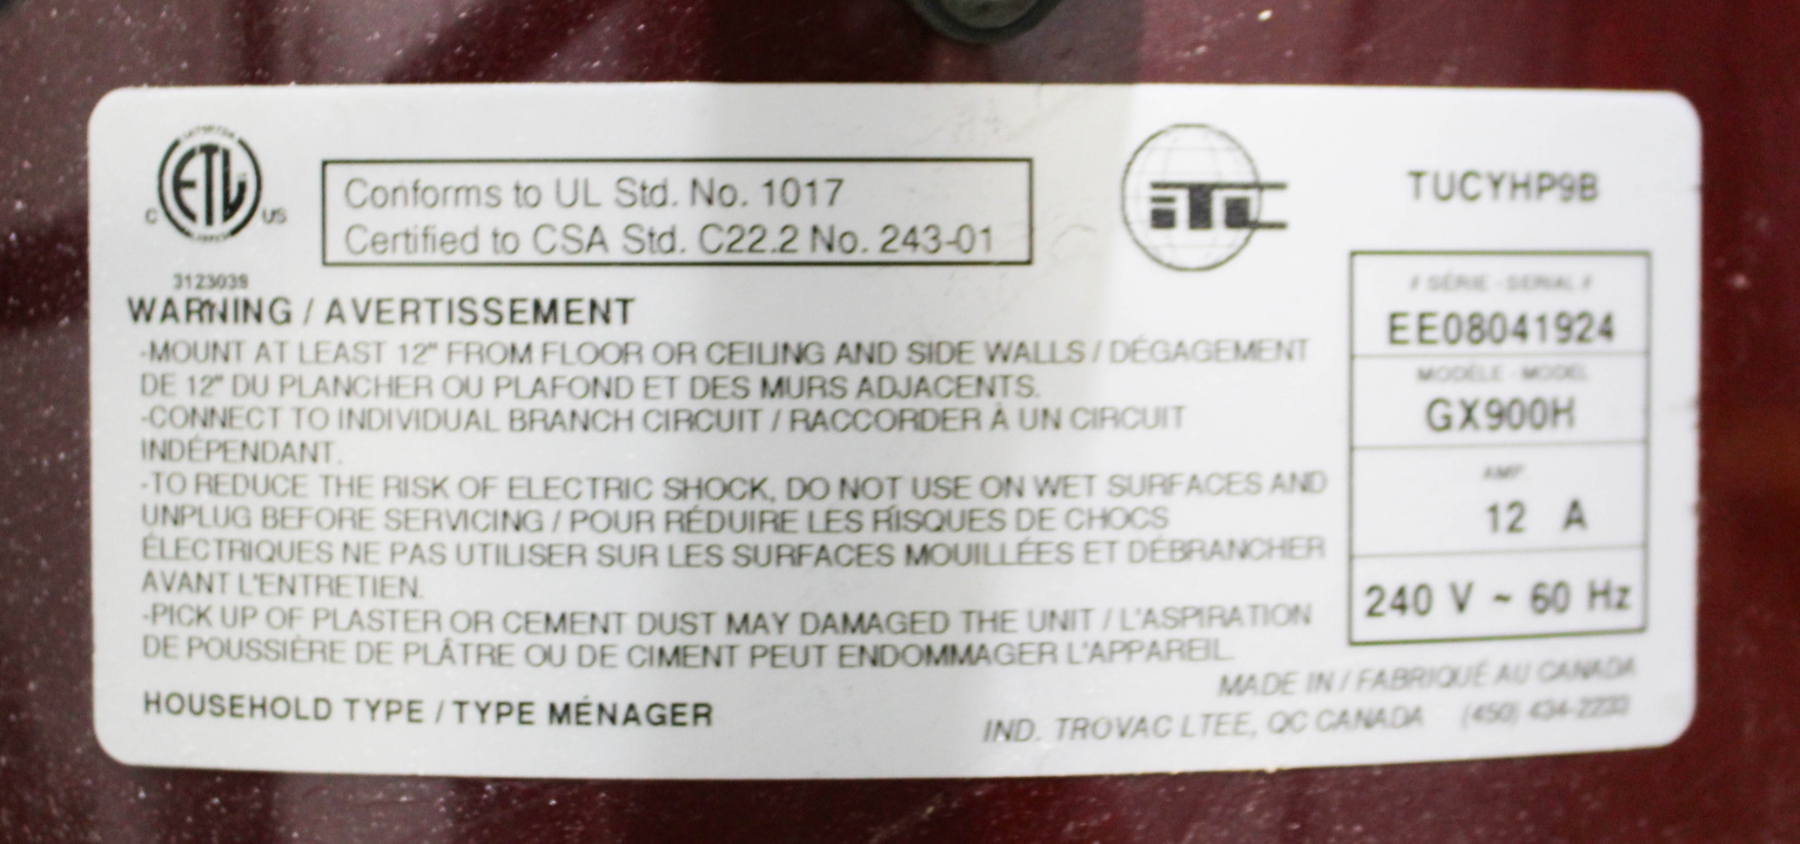 C ETL US
3123038
Conforms to UL Std. No. 1017
Certified to CSA Std. C22.2 No. 243-01
iTC
TUCYHP9B
WARNING / AVERTISSEMENT
-MOUNT AT LEAST 12" FROM FLOOR OR CEILING AND SIDE WALLS / DÉGAGEMENT
DE 12" DU PLANCHER OU PLAFOND ET DES MURS ADJACENTS.
-CONNECT TO INDIVIDUAL BRANCH CIRCUIT / RACCORDER À UN CIRCUIT
INDÉPENDANT.
-TO REDUCE THE RISK OF ELECTRIC SHOCK, DO NOT USE ON WET SURFACES AND
UNPLUG BEFORE SERVICING / POUR RÉDUIRE LES RISQUES DE CHOCS
ÉLECTRIQUES NE PAS UTILISER SUR LES SURFACES MOUILLÉES ET DÉBRANCHER
AVANT L'ENTRETIEN.
-PICK UP OF PLASTER OR CEMENT DUST MAY DAMAGED THE UNIT / L'ASPIRATION
DE POUSSIÈRE DE PLÂTRE OU DE CIMENT PEUT ENDOMMAGER L'APPAREIL.
HOUSEHOLD TYPE / TYPE MÉNAGER
# SÉRIE - SERIAL #
EE08041924
MODÈLE - MODEL
GX900H
AMP
12 A
240 V ~ 60 Hz
MADE IN / FABRIQUÉ AU CANADA
IND. TROVAC LTEE, QC CANADA (450) 434-2233